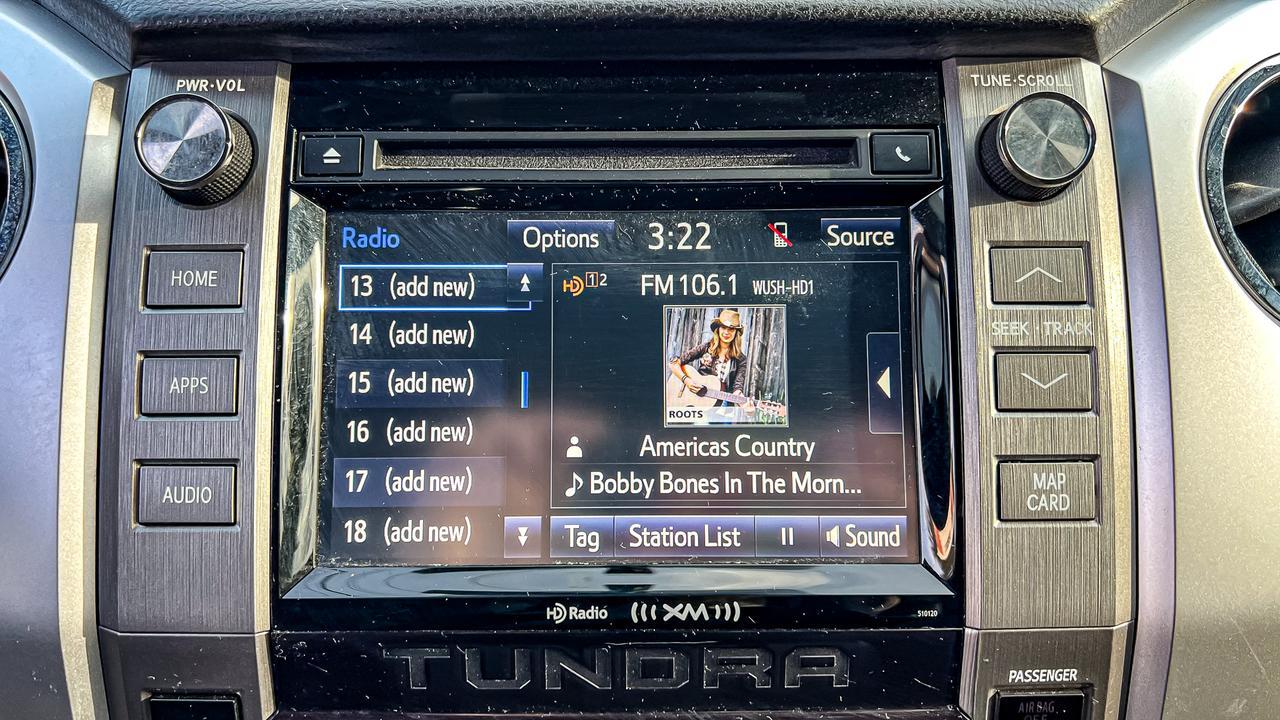 PWR·VOL
TUNE·SCROLL
Radio
Options
3:22
Source
HOME
APPS
AUDIO
13 (add new)
14 (add new)
15 (add new)
16 (add new)
17 (add new)
18 (add new)
HD 1 2
FM 106.1 WUSH-HD1
ROOTS
Americas Country
Bobby Bones In The Morn...
Tag
Station List
Sound
SEEK·TRACK
MAP
CARD
HD Radio
(((XM)))
510120
TUNDRA
PASSENGER
AIR BAG
OFF